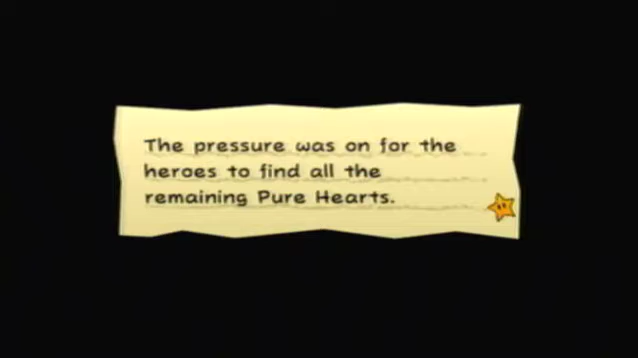 The pressure was on for the
heroes to find all the
remaining Pure Hearts.